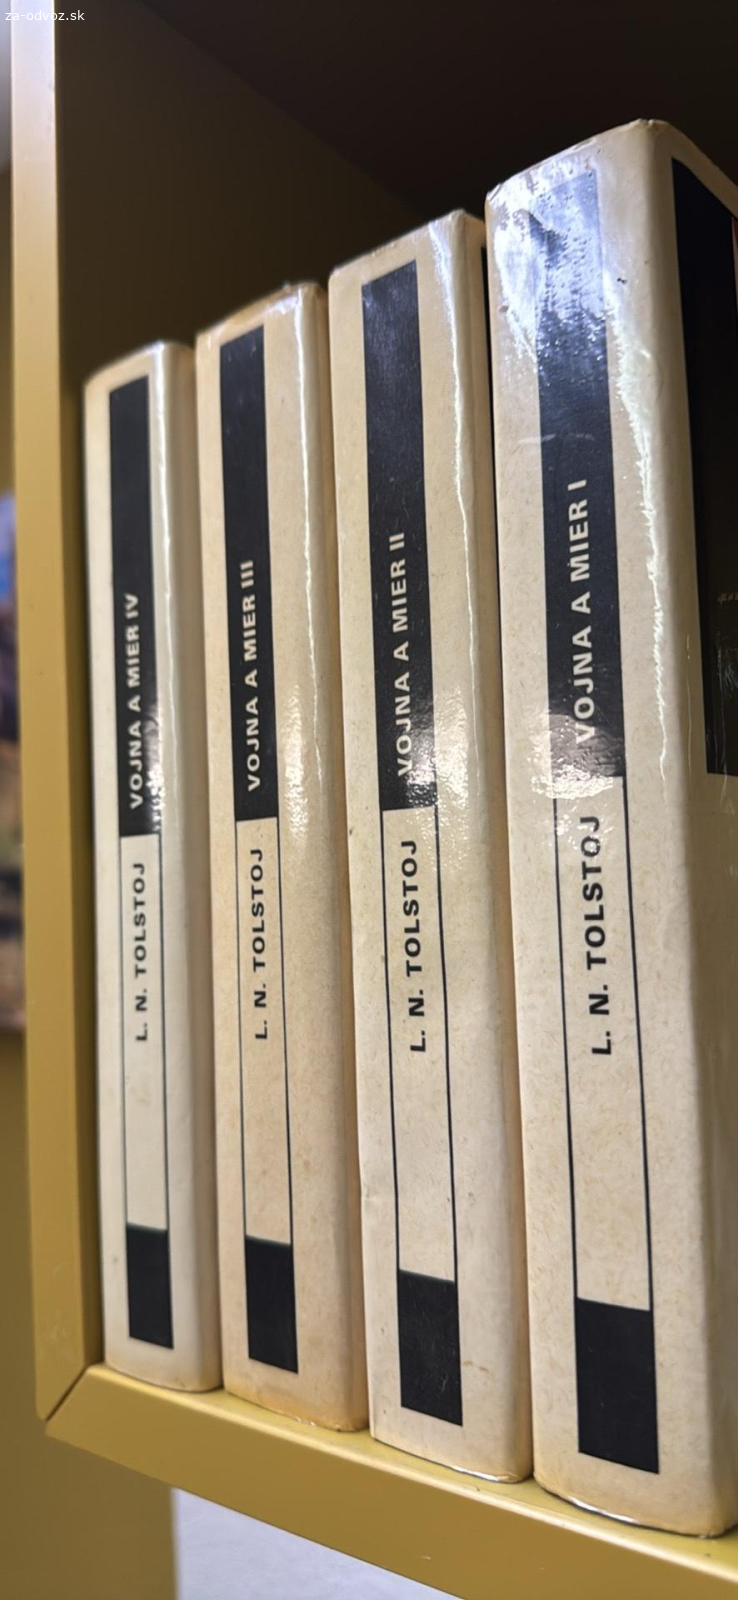 za-odvoz.sk
L. N. TOLSTOJ VOJNA A MIER IV
L. N. TOLSTOJ VOJNA A MIER III
L. N. TOLSTOJ VOJNA A MIER II
L. N. TOLSTOJ VOJNA A MIER I